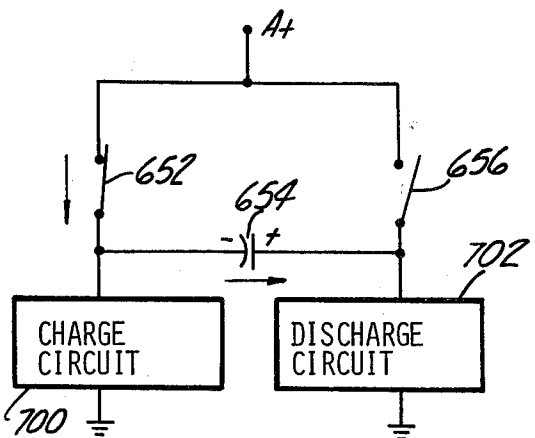 A+
652
656
654
- +
702
CHARGE
CIRCUIT
DISCHARGE
CIRCUIT
700